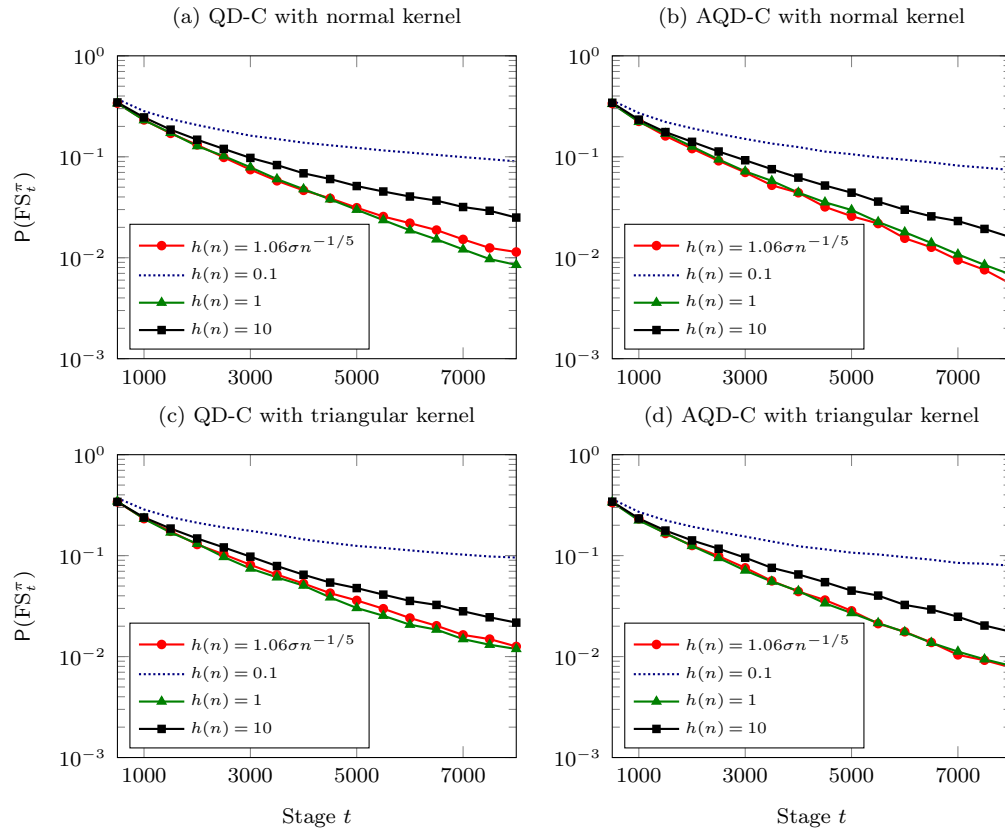 (a) QD-C with normal kernel
(b) AQD-C with normal kernel
P(FS_t^π)
10^0
10^{-1}
10^{-2}
10^{-3}
h(n) = 1.06σn^{-1/5}
h(n) = 0.1
h(n) = 1
h(n) = 10
1000 3000 5000 7000
10^0
10^{-1}
10^{-2}
10^{-3}
h(n) = 1.06σn^{-1/5}
h(n) = 0.1
h(n) = 1
h(n) = 10
1000 3000 5000 7000
(c) QD-C with triangular kernel
(d) AQD-C with triangular kernel
P(FS_t^π)
10^0
10^{-1}
10^{-2}
10^{-3}
h(n) = 1.06σn^{-1/5}
h(n) = 0.1
h(n) = 1
h(n) = 10
1000 3000 5000 7000
Stage t
10^0
10^{-1}
10^{-2}
10^{-3}
h(n) = 1.06σn^{-1/5}
h(n) = 0.1
h(n) = 1
h(n) = 10
1000 3000 5000 7000
Stage t